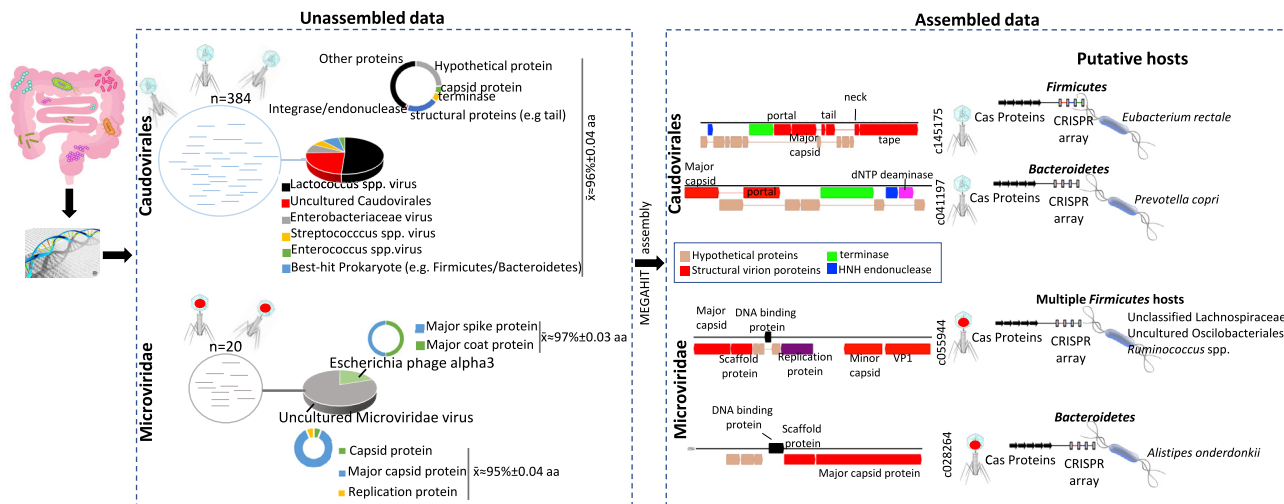 Unassembled data
Assembled data
Caudovirales
n=384
Other proteins
Hypothetical protein
capsid protein
terminase
Integrase/endonuclease
structural proteins (e.g tail)
Lactococcus spp. virus
Uncultured Caudovirales
Enterobacteriaceae virus
Streptococccus spp. virus
Enterococcus spp.virus
Best-hit Prokaryote (e.g. Firmicutes/Bacteroidetes)
x̄≈96%±0.04 aa
Microviridae
n=20
Major spike protein
Major coat protein
x̄≈97%±0.03 aa
Escherichia phage alpha3
Uncultured Microviridae virus
Capsid protein
Major capsid protein
Replication protein
x̄≈95%±0.04 aa
MEGAHIT assembly
Caudovirales
portal
tail
neck
Major
capsid
tape
c145175
Putative hosts
Firmicutes
Cas Proteins
CRISPR
array
Eubacterium rectale
Major
capsid
portal
dNTP deaminase
c041197
Bacteroidetes
Cas Proteins
CRISPR
array
Prevotella copri
Hypothetical proteins
Structural virion poroteins
terminase
HNH endonuclease
Microviridae
Major
capsid
DNA binding
protein
Scaffold
protein
Replication
protein
Minor
capsid
VP1
c055944
Multiple Firmicutes hosts
Cas Proteins
CRISPR
array
Unclassified Lachnospiraceae
Uncultured Oscilobacteriales
Ruminococcus spp.
DNA binding
protein
Scaffold
protein
Major capsid protein
c028264
Bacteroidetes
Cas Proteins
CRISPR
array
Alistipes onderdonkii